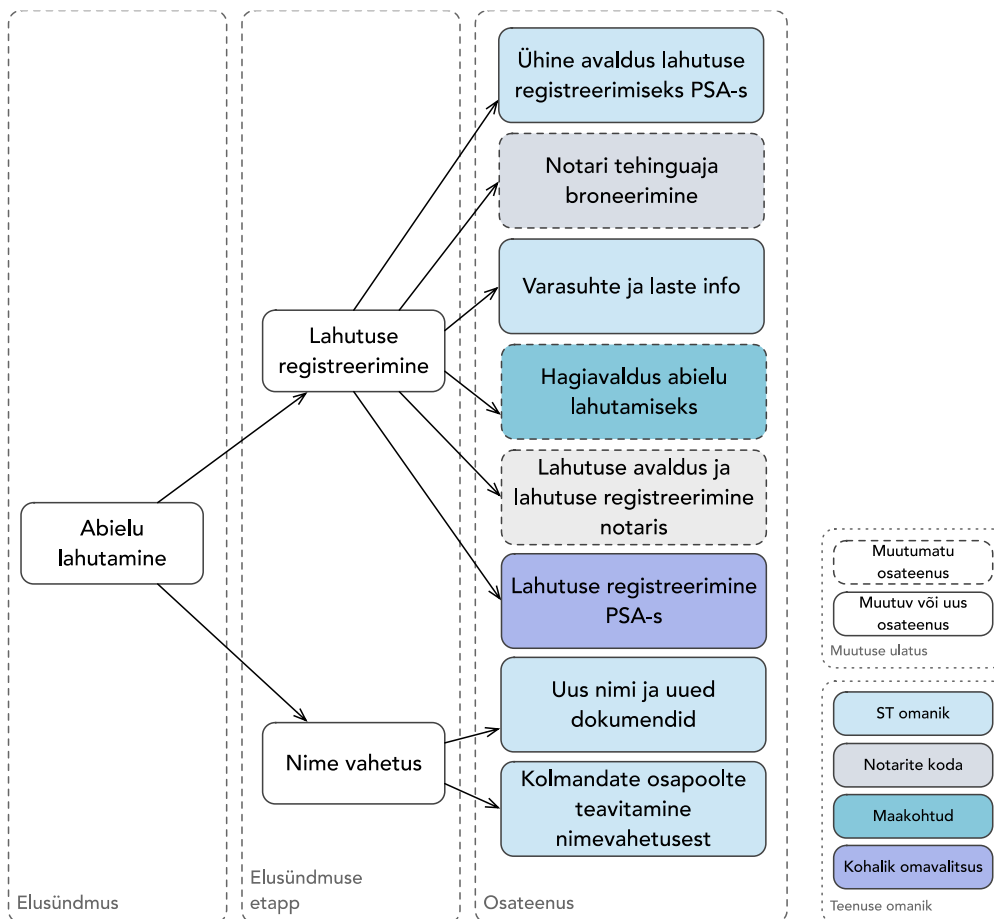 Ühine avaldus lahutuse
registreerimiseks PSA-s
Notari tehinguaja
broneerimine
Varasuhte ja laste info
Lahutuse
registreerimine
Hagiavaldus abielu
lahutamiseks
Lahutuse avaldus ja
lahutuse registreerimine
notaris
Abielu
lahutamine
Lahutuse registreerimine
PSA-s
Uus nimi ja uued
dokumendid
Nime vahetus
Kolmandate osapoolte
teavitamine
nimevahetusest
Elusündmus
Elusündmuse
etapp
Osateenus
Muutumatu
osateenus
Muutuv või uus
osateenus
Muutuse ulatus
ST omanik
Notarite koda
Maakohtud
Kohalik omavalitsus
Teenuse omanik